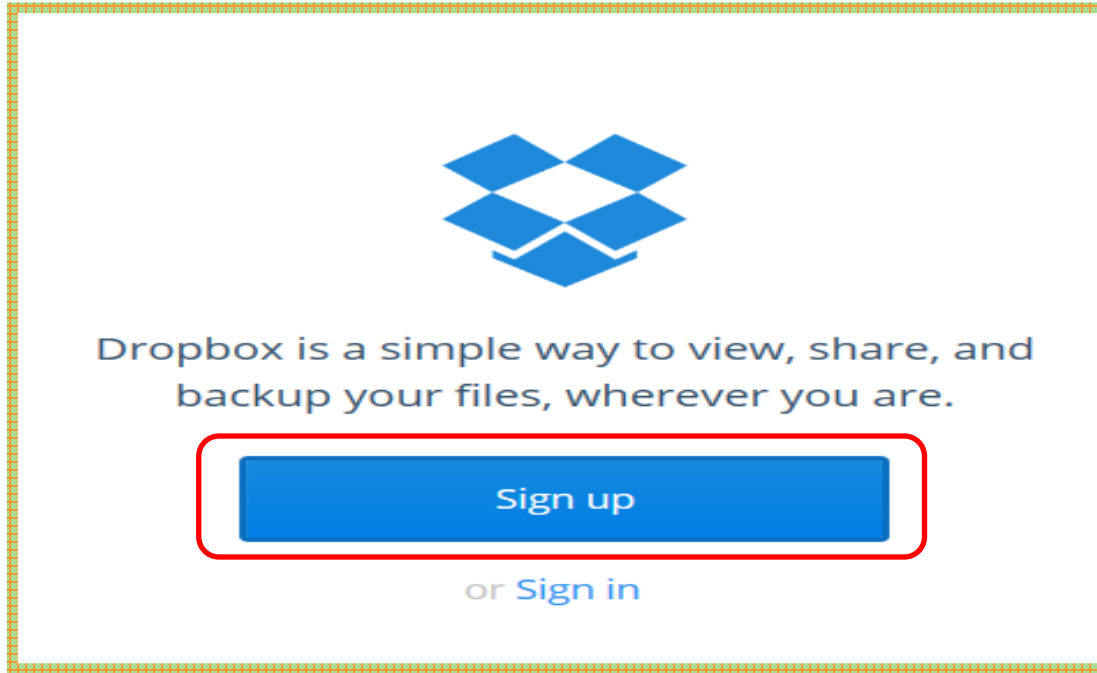 Dropbox is a simple way to view, share, and
backup your files, wherever you are.
Sign up
or Sign in